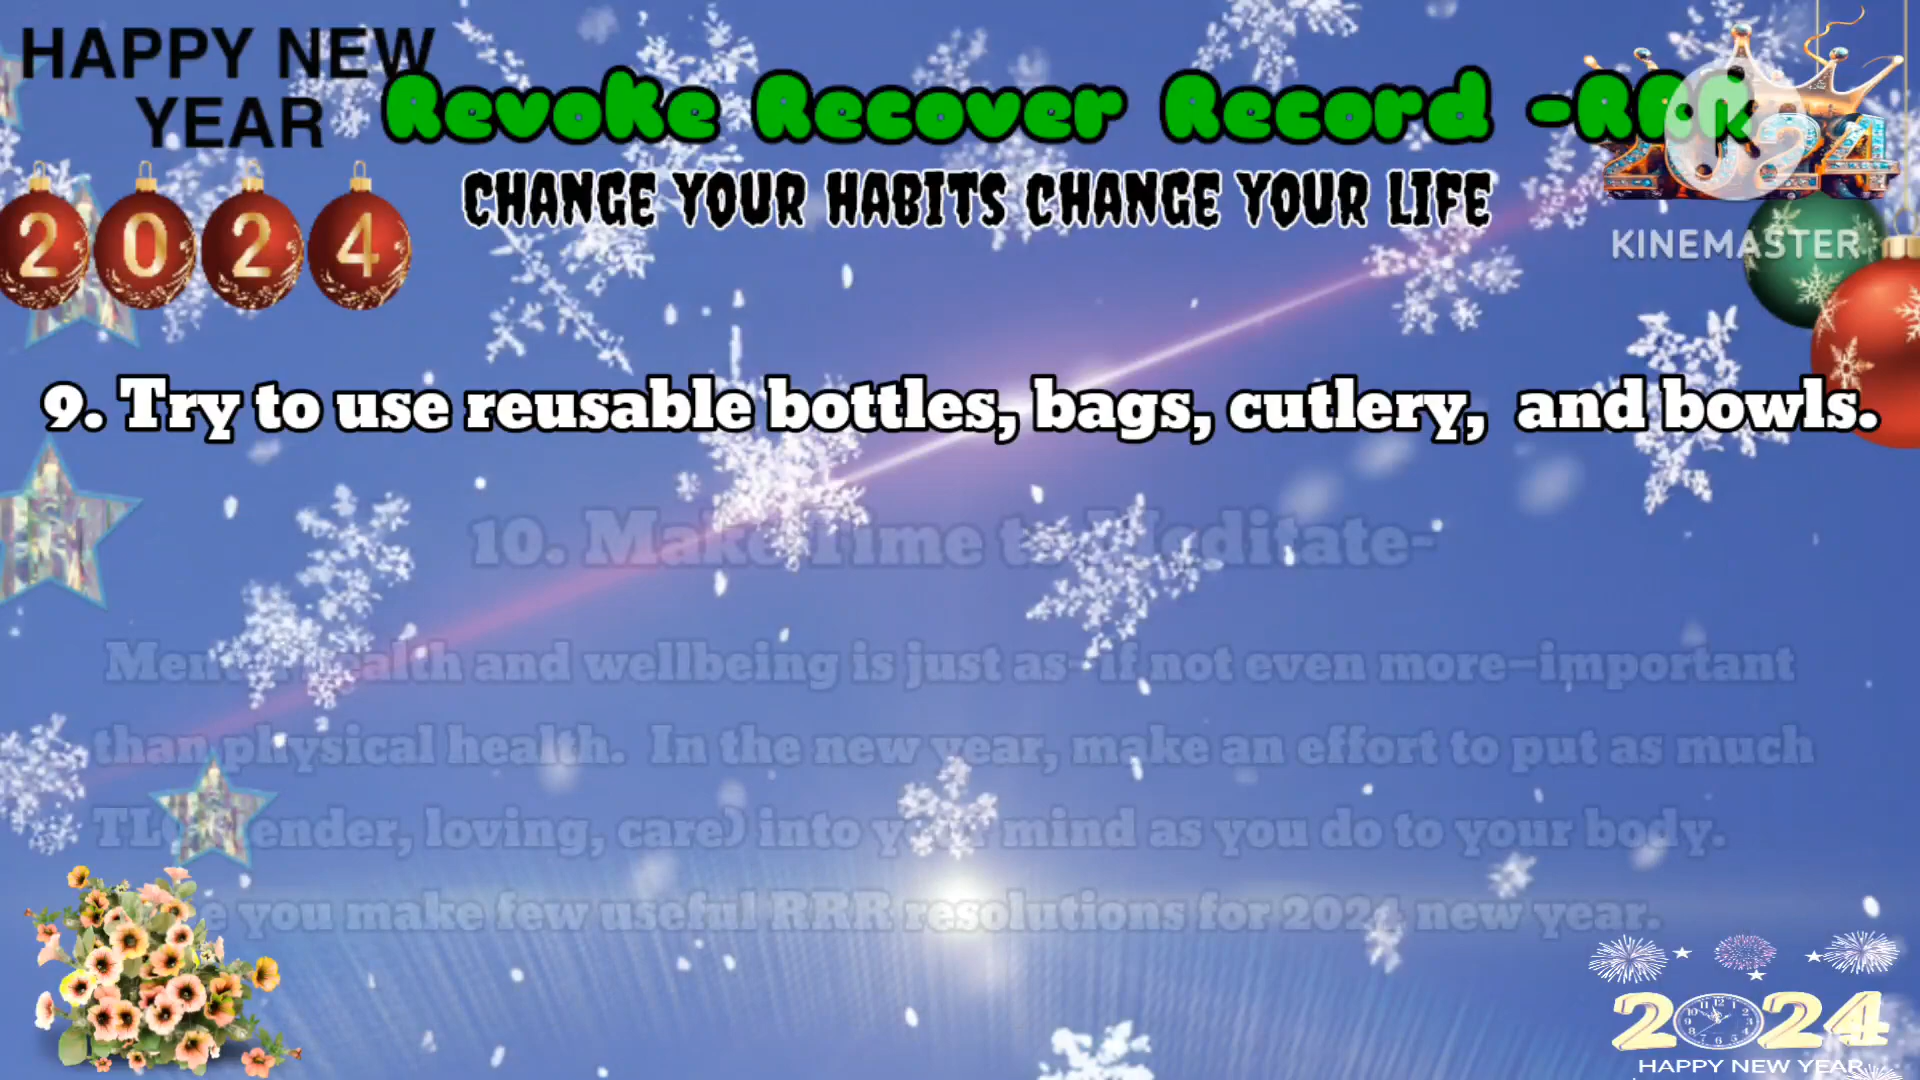 HAPPY NEW
YEAR
2024
Revoke Recover Record -RRR
CHANGE YOUR HABITS CHANGE YOUR LIFE
2024
KINEMASTER
9. Try to use reusable bottles, bags, cutlery, and bowls.
10. Make Time to Meditate-
Mental health and wellbeing is just as-if not even more–important
than physical health. In the new year, make an effort to put as much
TLC (tender, loving, care) into your mind as you do to your body.
you make few useful RRR resolutions for 2024 new year.
2024
HAPPY NEW YEAR